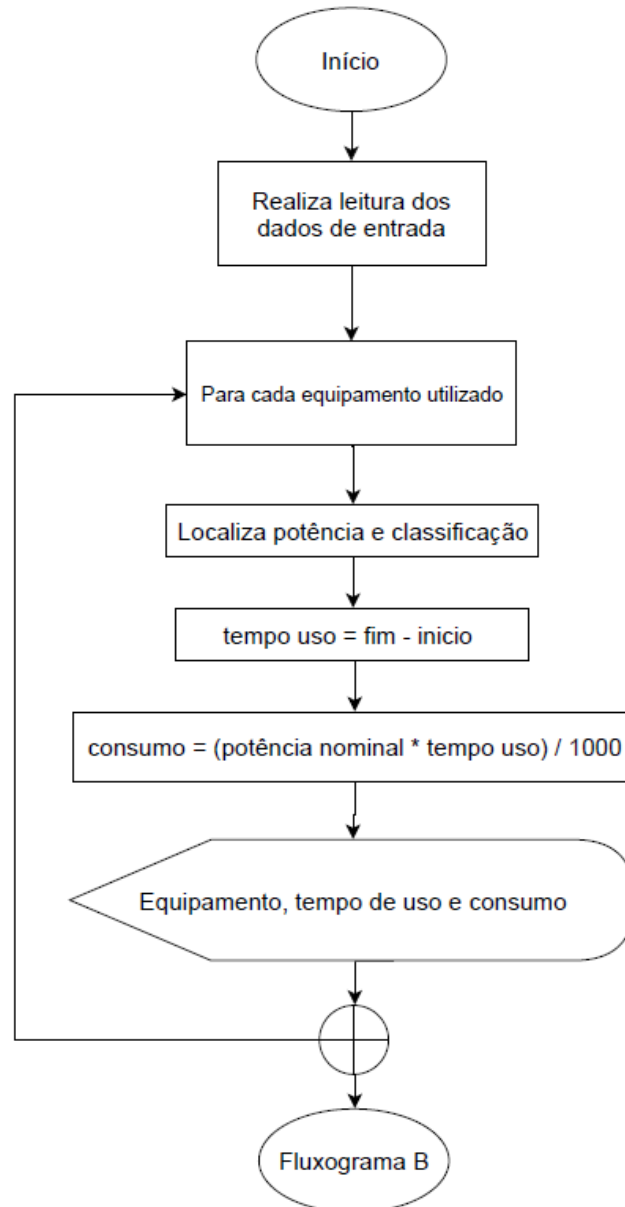 Início
Realiza leitura dos
dados de entrada
Para cada equipamento utilizado
Localiza potência e classificação
tempo uso = fim - inicio
consumo = (potência nominal * tempo uso) / 1000
Equipamento, tempo de uso e consumo
Fluxograma B